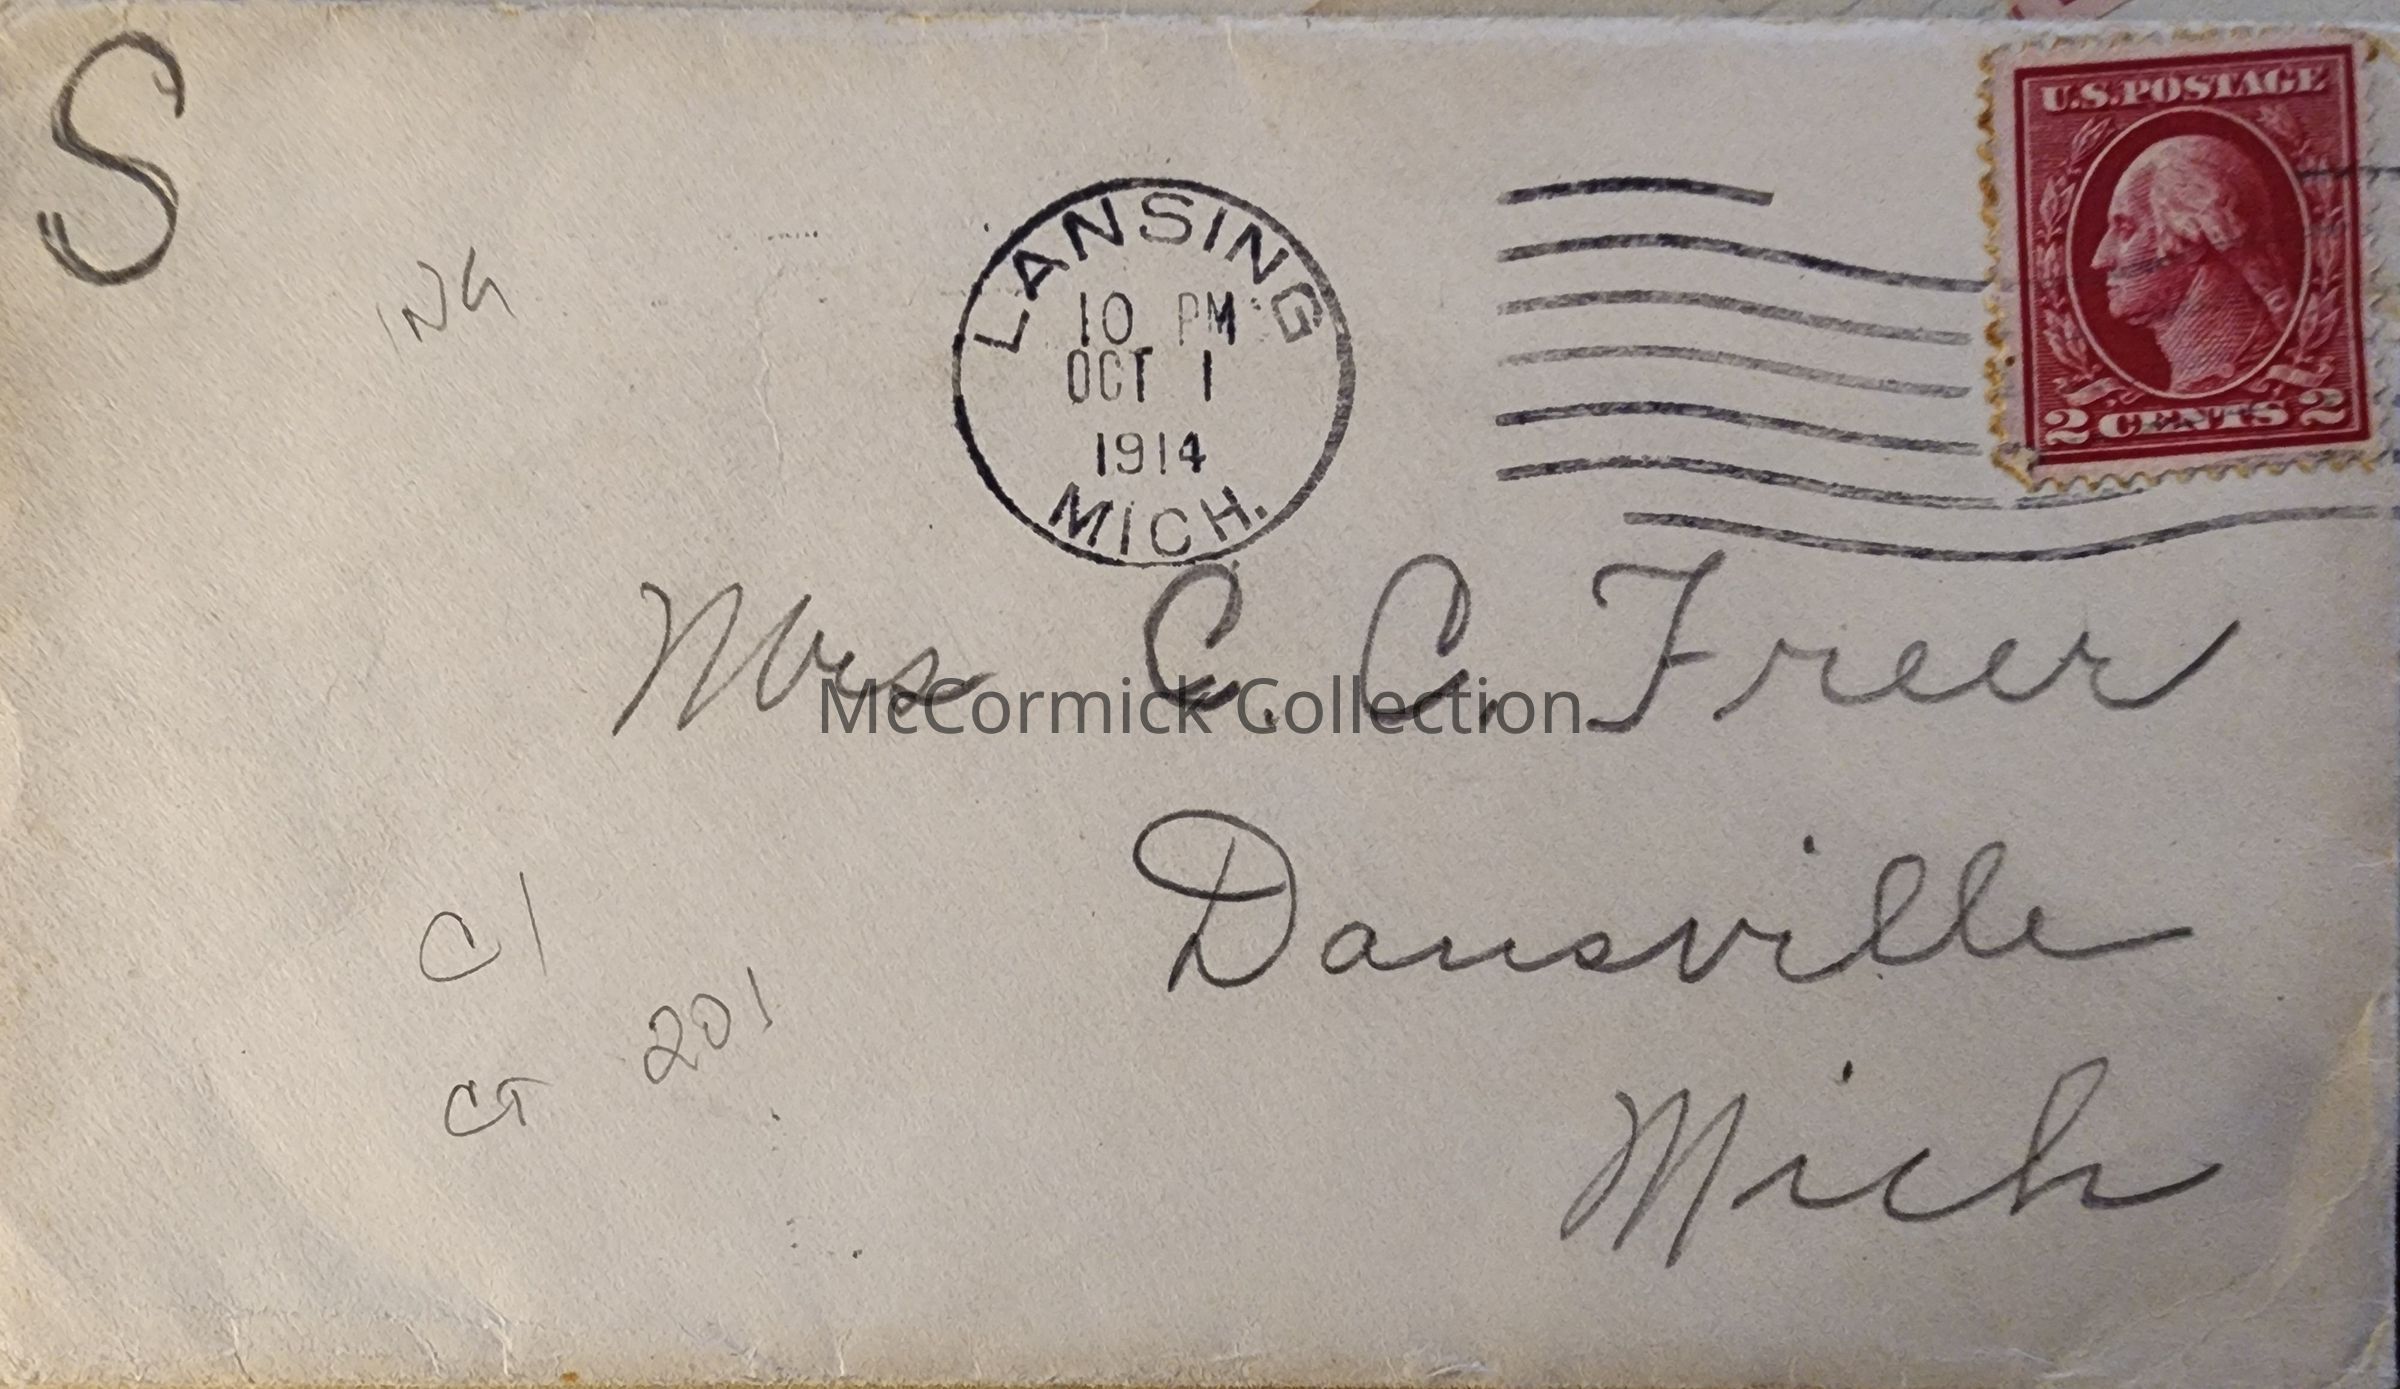 S
U.S. POSTAGE
2 CENTS 2
LANSING
10 PM
OCT 1
1914
MICH.
ING
Mrs C. C. Freer
McCormick Collection
Dansville
Mich
C1
CT 201